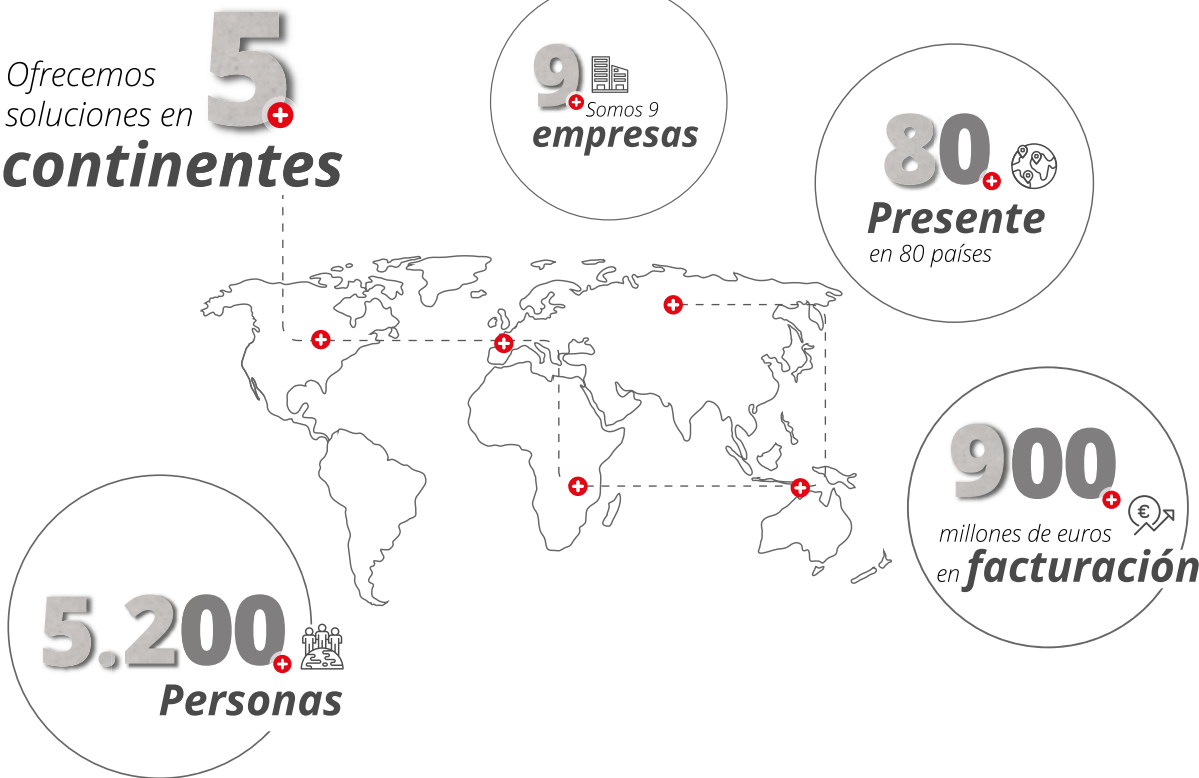 5
Ofrecemos
soluciones en
continentes
9
Somos 9
empresas
80
Presente
en 80 países
900
€
millones de euros
en facturación
5.200
Personas